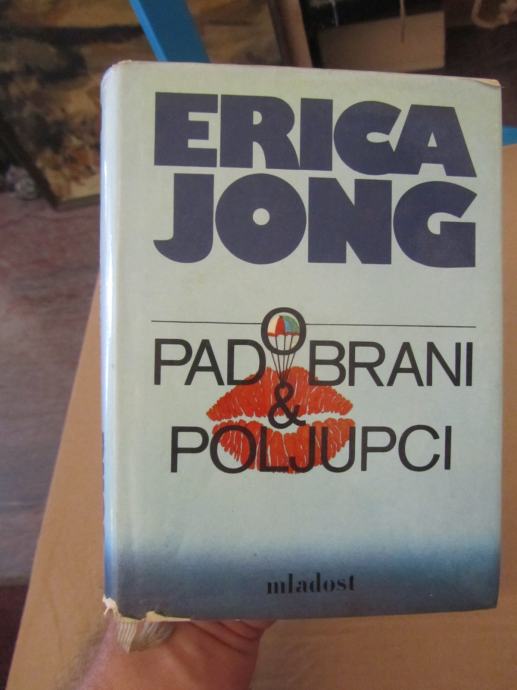 ERICA
JONG
PADOBRANI
&
POLJUPCI
mladost